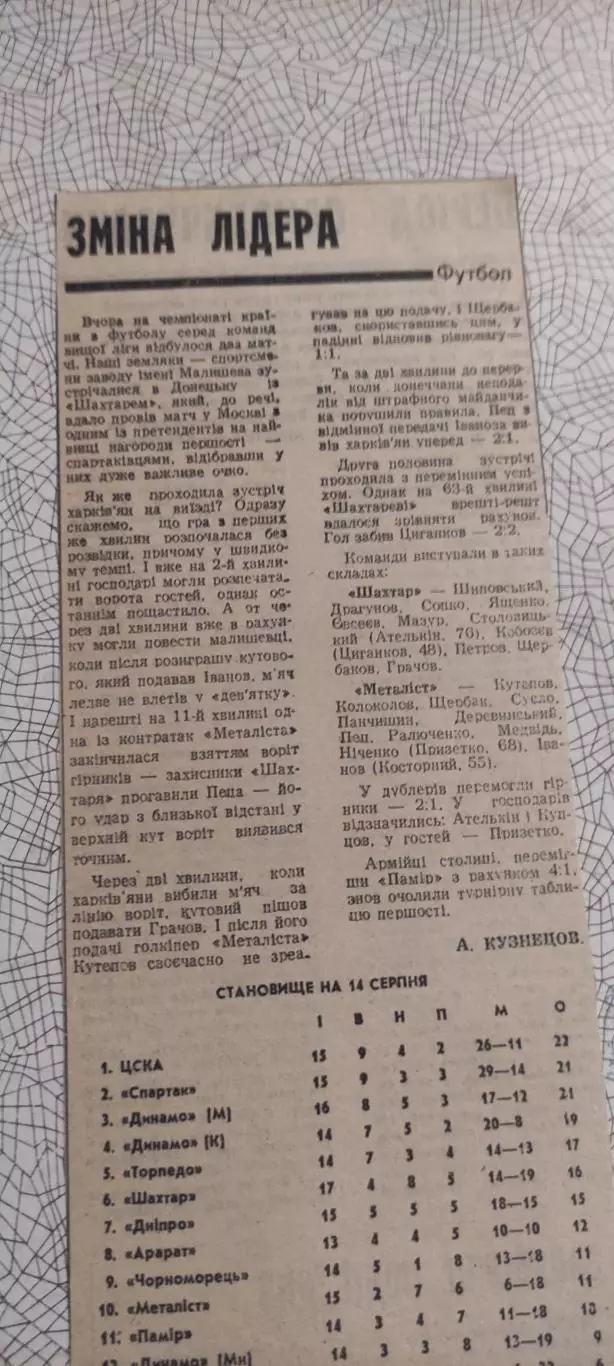 ЗМІНА ЛІДЕРА
Футбол
Вчора на чемпіонаті краї-
ни з футболу серед команд
вищої ліги відбулося два мат-
чі. Наші земляки — спортсме-
ни заводу імені Малишева зу-
стрічалися в Донецьку із
«Шахтарем», який, до речі,
вдало провів матч у Москві з
одним із претендентів на най-
вищі нагороди першості —
спартаківцями, відібравши у
них дуже важливе очко.
Як же проходила зустріч
харків'ян на виїзді? Одразу
скажемо, що гра з перших
же хвилин розпочалася без
розвідки, причому у швидко-
му темпі. І вже на 2-й хвили-
ні господарі могли розпечата-
ти ворота гостей, однак ос-
таннім пощастило. А от че-
рез дві хвилини вже в рахун-
ку могли повести малишевці,
коли після розиграшу кутово-
го, який подавав Іванов, м'яч
ледве не влетів у «дев'ятку».
І нарешті на 11-й хвилині од-
на із контратак «Металіста»
закінчилася взяттям воріт
гірників — захисники «Шах-
таря» прогавили Пеца — йо-
го удар з близької відстані у
верхній кут воріт виявився
точним.
Через дві хвилини, коли
харків'яни вибили м'яч за
лінію воріт, кутовий пішов
подавати Грачов. І після його
подачі голкіпер «Металіста»
Кутепов своєчасно не зреа-
гував на цю подачу, і Щерба-
ков, скориставшись цим, у
падінні відновив рівновагу—
1:1.
Та за дві хвилини до перер-
ви, коли донеччани неподa-
лік від штрафного майданчи-
ка порушили правила. Пец з
відмінної передачі Іванова ви-
вів харків'ян уперед — 2:1.
Друга половина зустрічі
проходила з перемінним успі-
хом. Однак на 63-й хвилині
«Шахтареві» врешті-решт
вдалося зрівняти рахунок.
Гол забив Циганков — 2:2.
Команди виступали в таких
складах:
«Шахтар» — Шиповський,
Драгунов, Сопко, Ященко,
Євсеєв, Мазур, Столовиць-
кий (Ателькін, 76), Кобозєв
(Циганков, 48), Петров, Щер-
баков, Грачов.
«Металіст» — Кутепов,
Колоколов, Щербак, Сусло,
Панчишин, Деревинський,
Пец, Ралюченко, Медвідь,
Ніченко (Призетко, 68), Іва-
нов (Косторний, 55).
У дублерів перемогли гір-
ники — 2:1. У господарів
відзначились: Ателькін і Куп-
цов, у гостей — Призетко.
Армійці столиці, переміг-
ши «Памір» з рахунком 4:1,
знов очолили турнірну табли-
цю першості.
А. КУЗНЕЦОВ.
СТАНОВИЩЕ НА 14 СЕРПНЯ
І В Н П М О
1. ЦСКА 15 9 4 2 26—11 22
2. «Спартак» 15 9 3 3 29—14 21
3. «Динамо» (М) 16 8 5 3 17—12 21
4. «Динамо» (К) 14 7 5 2 20—8 19
5. «Торпедо» 14 7 3 4 14—13 17
6. «Шахтар» 17 4 8 5 14—19 16
7. «Дніпро» 15 5 5 5 18—15 15
8. «Арарат» 13 4 4 5 10—10 12
9. «Чорноморець» 14 5 1 8 13—18 11
10. «Металіст» 15 2 7 6 6—18 11
11. «Памір» 14 3 4 7 11—18 10
12. «Динамо» (Мн) 14 3 3 8 13—19 9